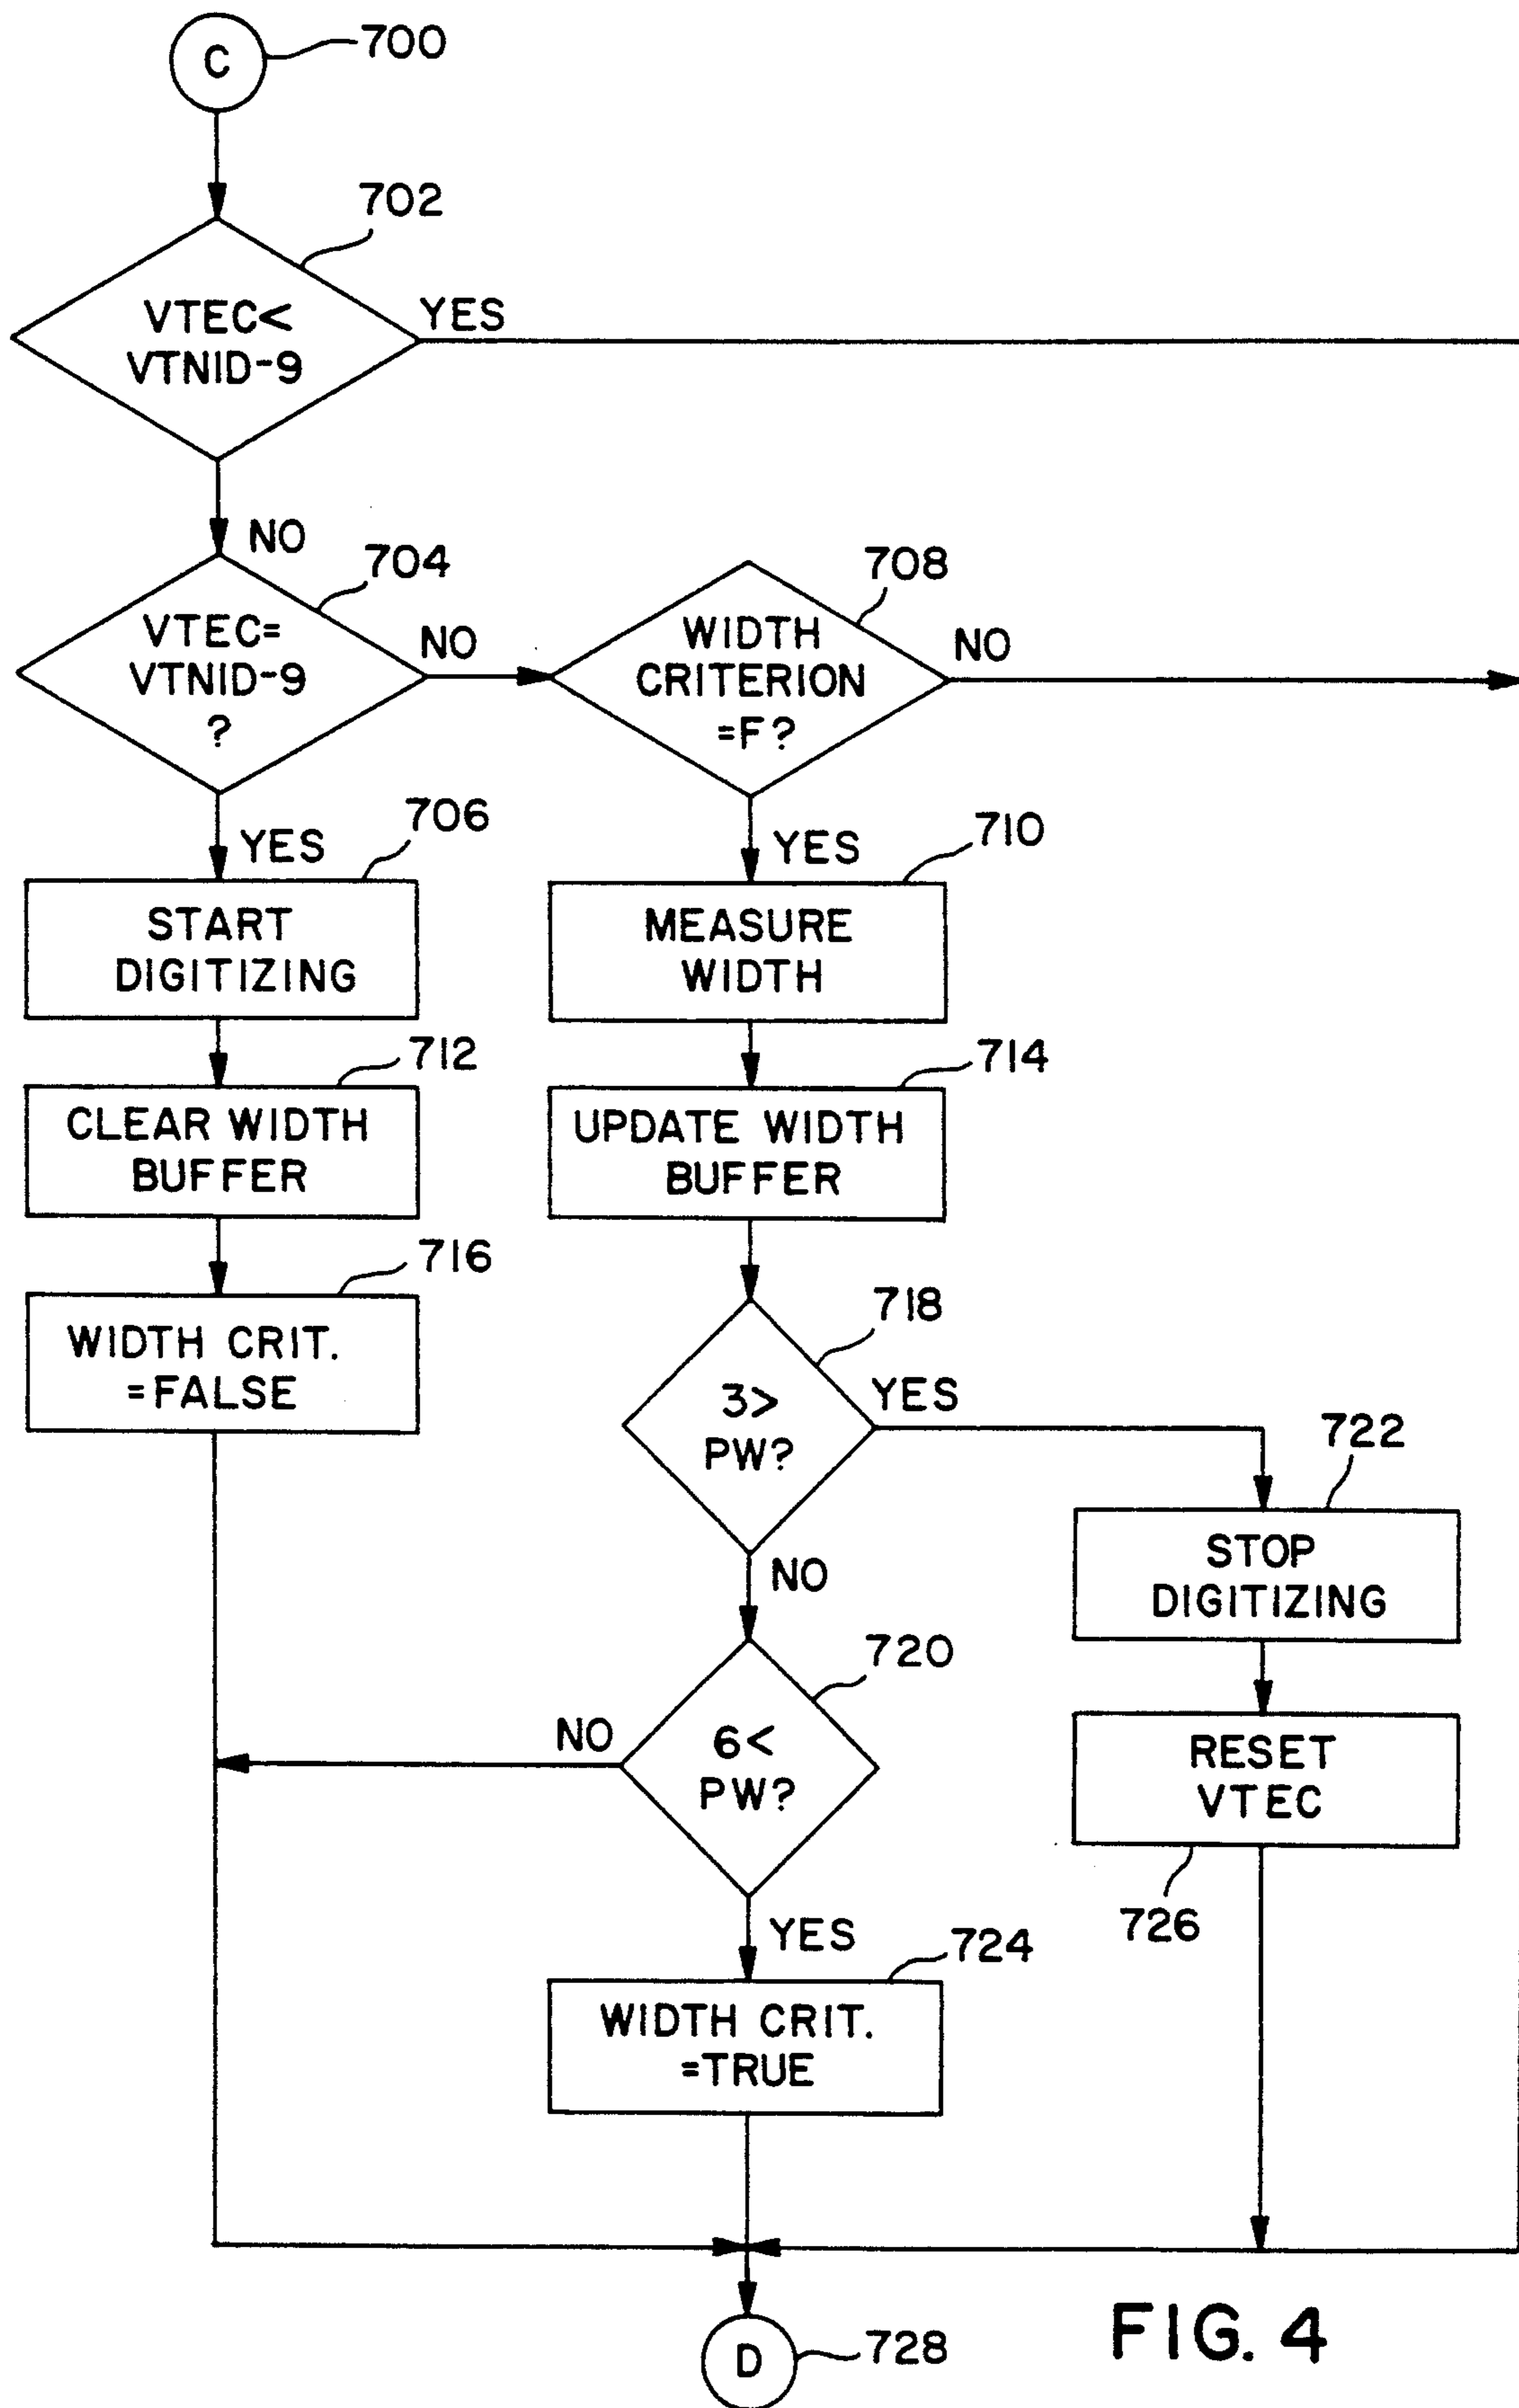 C
700
702
VTEC<
VTNID-9
YES
NO
704
VTEC=
VTNID-9
?
NO
708
WIDTH
CRITERION
=F?
NO
YES
706
START
DIGITIZING
YES
710
MEASURE
WIDTH
712
CLEAR WIDTH
BUFFER
714
UPDATE WIDTH
BUFFER
716
WIDTH CRIT.
=FALSE
718
3>
PW?
YES
722
STOP
DIGITIZING
NO
720
6<
PW?
NO
RESET
VTEC
726
YES
724
WIDTH CRIT.
=TRUE
D
728
FIG. 4